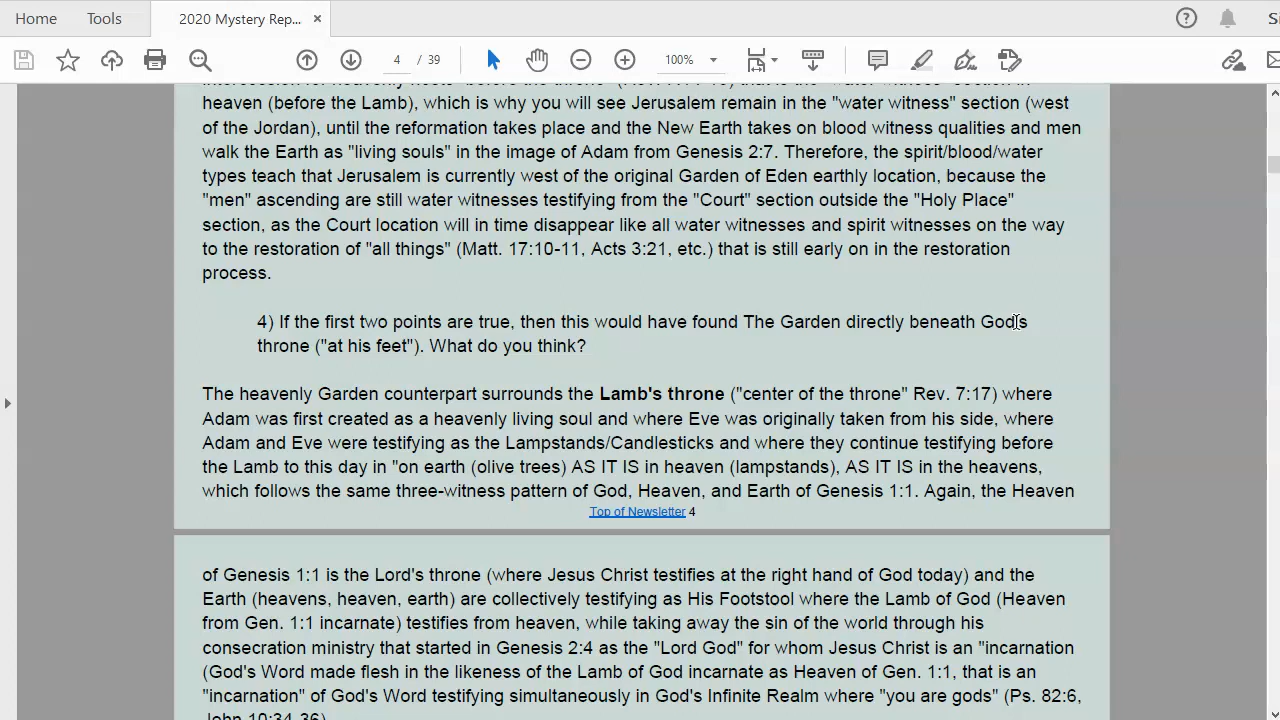 Home Tools 2020 Mystery Rep... × ? Si
4 / 39 100%
heaven (before the Lamb), which is why you will see Jerusalem remain in the "water witness" section (west
of the Jordan), until the reformation takes place and the New Earth takes on blood witness qualities and men
walk the Earth as "living souls" in the image of Adam from Genesis 2:7. Therefore, the spirit/blood/water
types teach that Jerusalem is currently west of the original Garden of Eden earthly location, because the
"men" ascending are still water witnesses testifying from the "Court" section outside the "Holy Place"
section, as the Court location will in time disappear like all water witnesses and spirit witnesses on the way
to the restoration of "all things" (Matt. 17:10-11, Acts 3:21, etc.) that is still early on in the restoration
process.
4) If the first two points are true, then this would have found The Garden directly beneath God's
throne ("at his feet"). What do you think?
The heavenly Garden counterpart surrounds the Lamb's throne ("center of the throne" Rev. 7:17) where
Adam was first created as a heavenly living soul and where Eve was originally taken from his side, where
Adam and Eve were testifying as the Lampstands/Candlesticks and where they continue testifying before
the Lamb to this day in "on earth (olive trees) AS IT IS in heaven (lampstands), AS IT IS in the heavens,
which follows the same three-witness pattern of God, Heaven, and Earth of Genesis 1:1. Again, the Heaven
Top of Newsletter 4
of Genesis 1:1 is the Lord's throne (where Jesus Christ testifies at the right hand of God today) and the
Earth (heavens, heaven, earth) are collectively testifying as His Footstool where the Lamb of God (Heaven
from Gen. 1:1 incarnate) testifies from heaven, while taking away the sin of the world through his
consecration ministry that started in Genesis 2:4 as the "Lord God" for whom Jesus Christ is an "incarnation
(God's Word made flesh in the likeness of the Lamb of God incarnate as Heaven of Gen. 1:1, that is an
"incarnation" of God's Word testifying simultaneously in God's Infinite Realm where "you are gods" (Ps. 82:6,
John 10:34-36)